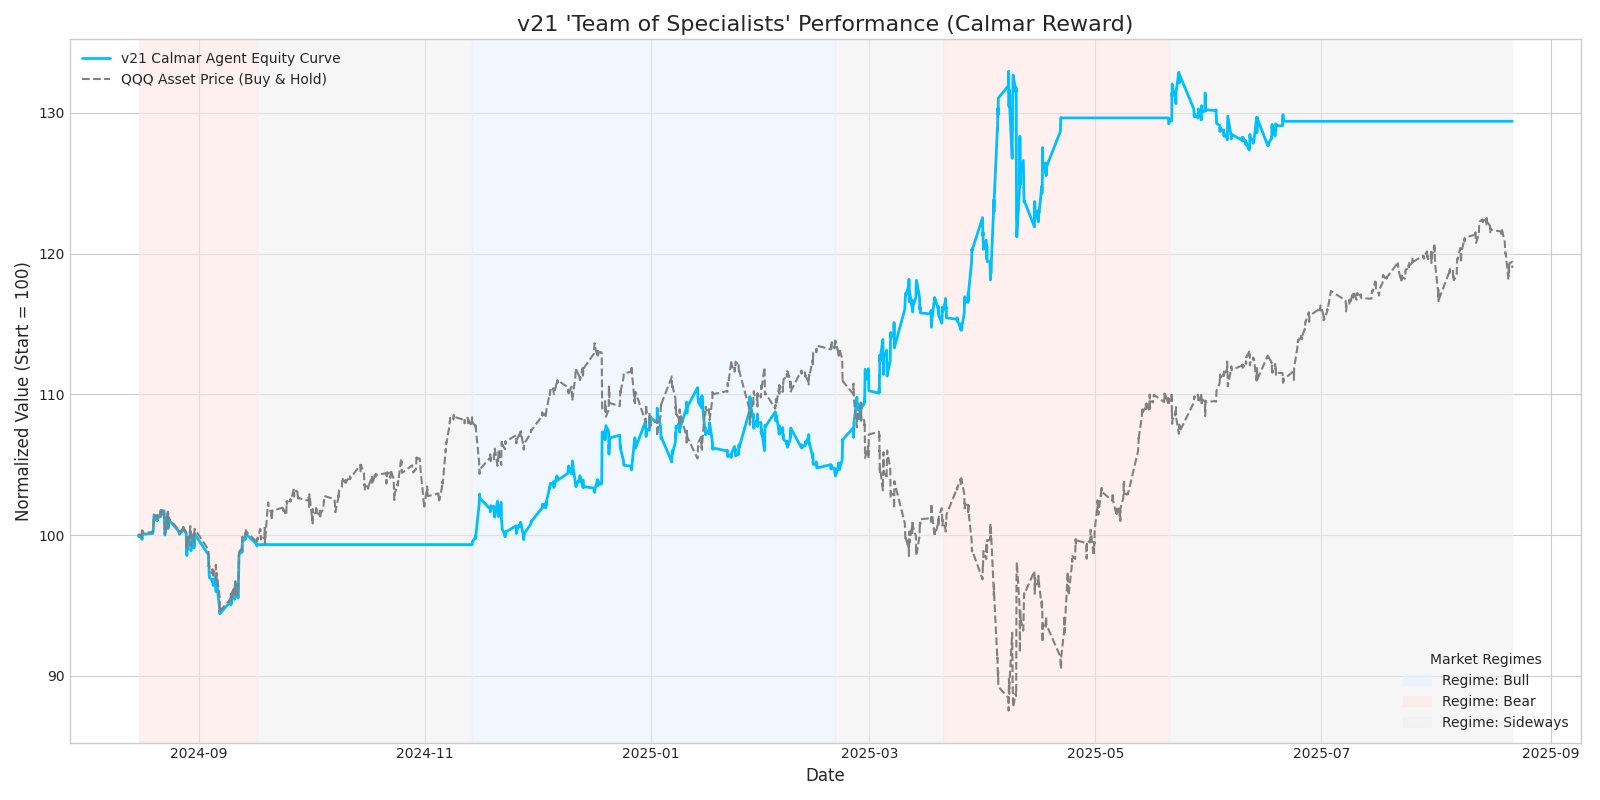 v21 'Team of Specialists' Performance (Calmar Reward)
v21 Calmar Agent Equity Curve
QQQ Asset Price (Buy & Hold)
130
120
110
100
90
Normalized Value (Start = 100)
Market Regimes
Regime: Bull
Regime: Bear
Regime: Sideways
2024-09
2024-11
2025-01
2025-03
2025-05
2025-07
2025-09
Date